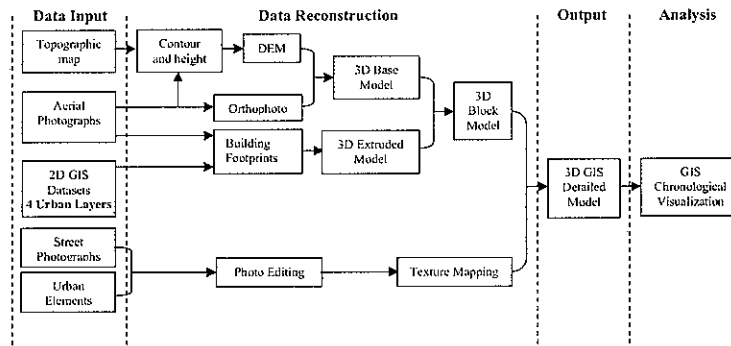 Data Input
Data Reconstruction
Output
Analysis
Topographic
map
Contour
and height
DEM
3D Base
Model
3D
Block Model
Aerial
Photographs
Orthophoto
Building
Footprints
3D Extruded Model
2D GIS
Datasets
4 Urban Layers
3D GIS
Detailed
Model
GIS
Chronological
Visualization
Street
Photographs
Urban
Elements
Photo Editing
Texture Mapping